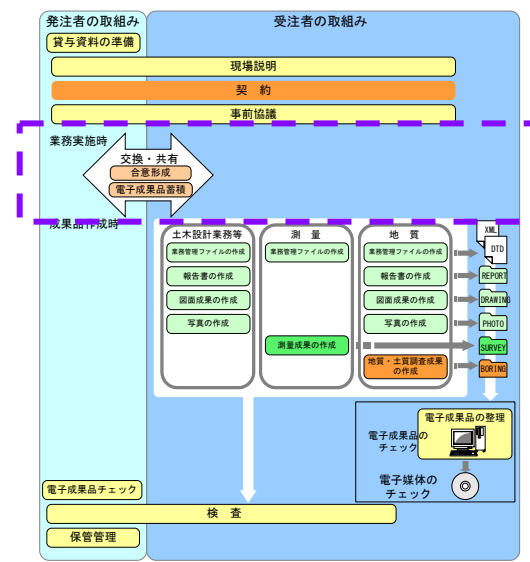 発注者の取組み
受注者の取組み
貸与資料の準備
現場説明
契　約
事前協議
業務実施時
交換・共有
合意形成
電子成果品蓄積
成果品作成時
土木設計業務等
業務管理ファイルの作成
報告書の作成
図面成果の作成
写真の作成
測　量
業務管理ファイルの作成
測量成果の作成
地　質
業務管理ファイルの作成
報告書の作成
図面成果の作成
写真の作成
地質・土質調査成果
の作成
XML
DTD
REPORT
DRAWING
PHOTO
SURVEY
BORING
電子成果品の整理
電子成果品の
チェック
電子媒体の
チェック
電子成果品チェック
検　査
保管管理